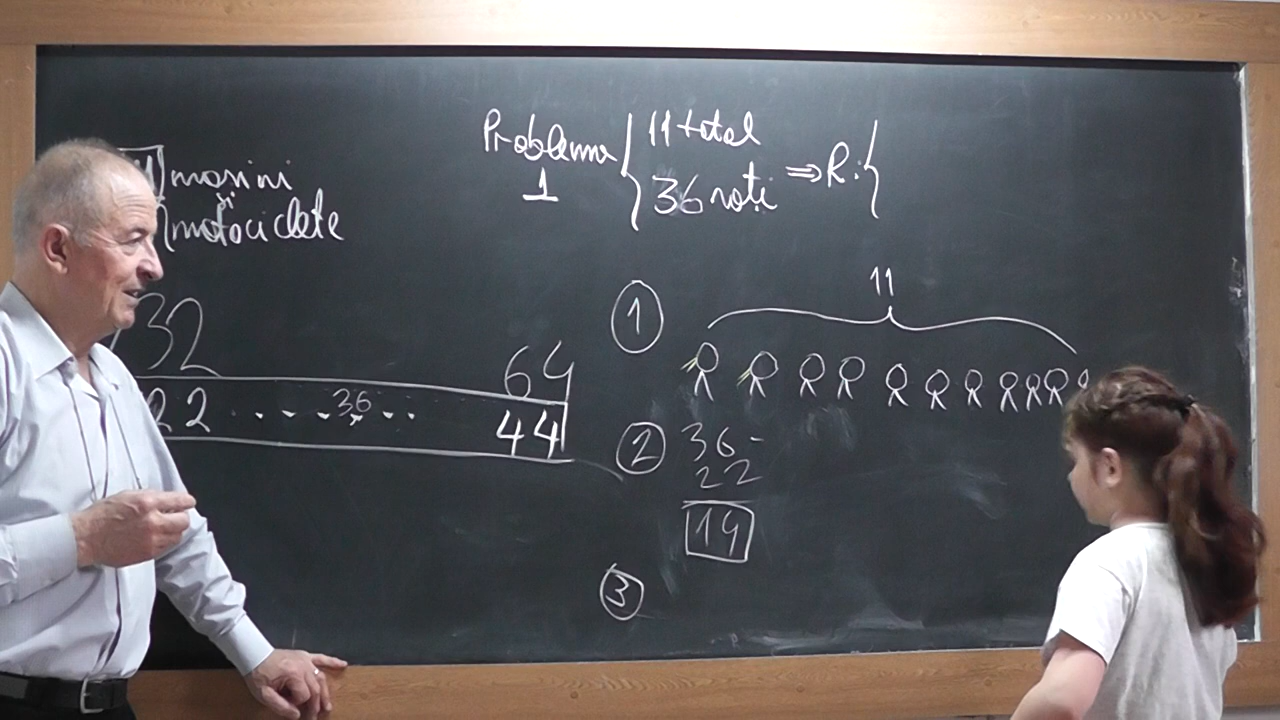 mașini
și
motociclete
32
64
22 . . . . 36 . . 44
Problema
1
11 total
36 roți
⇒ R:{
11
1
2
36 -
22
14
3